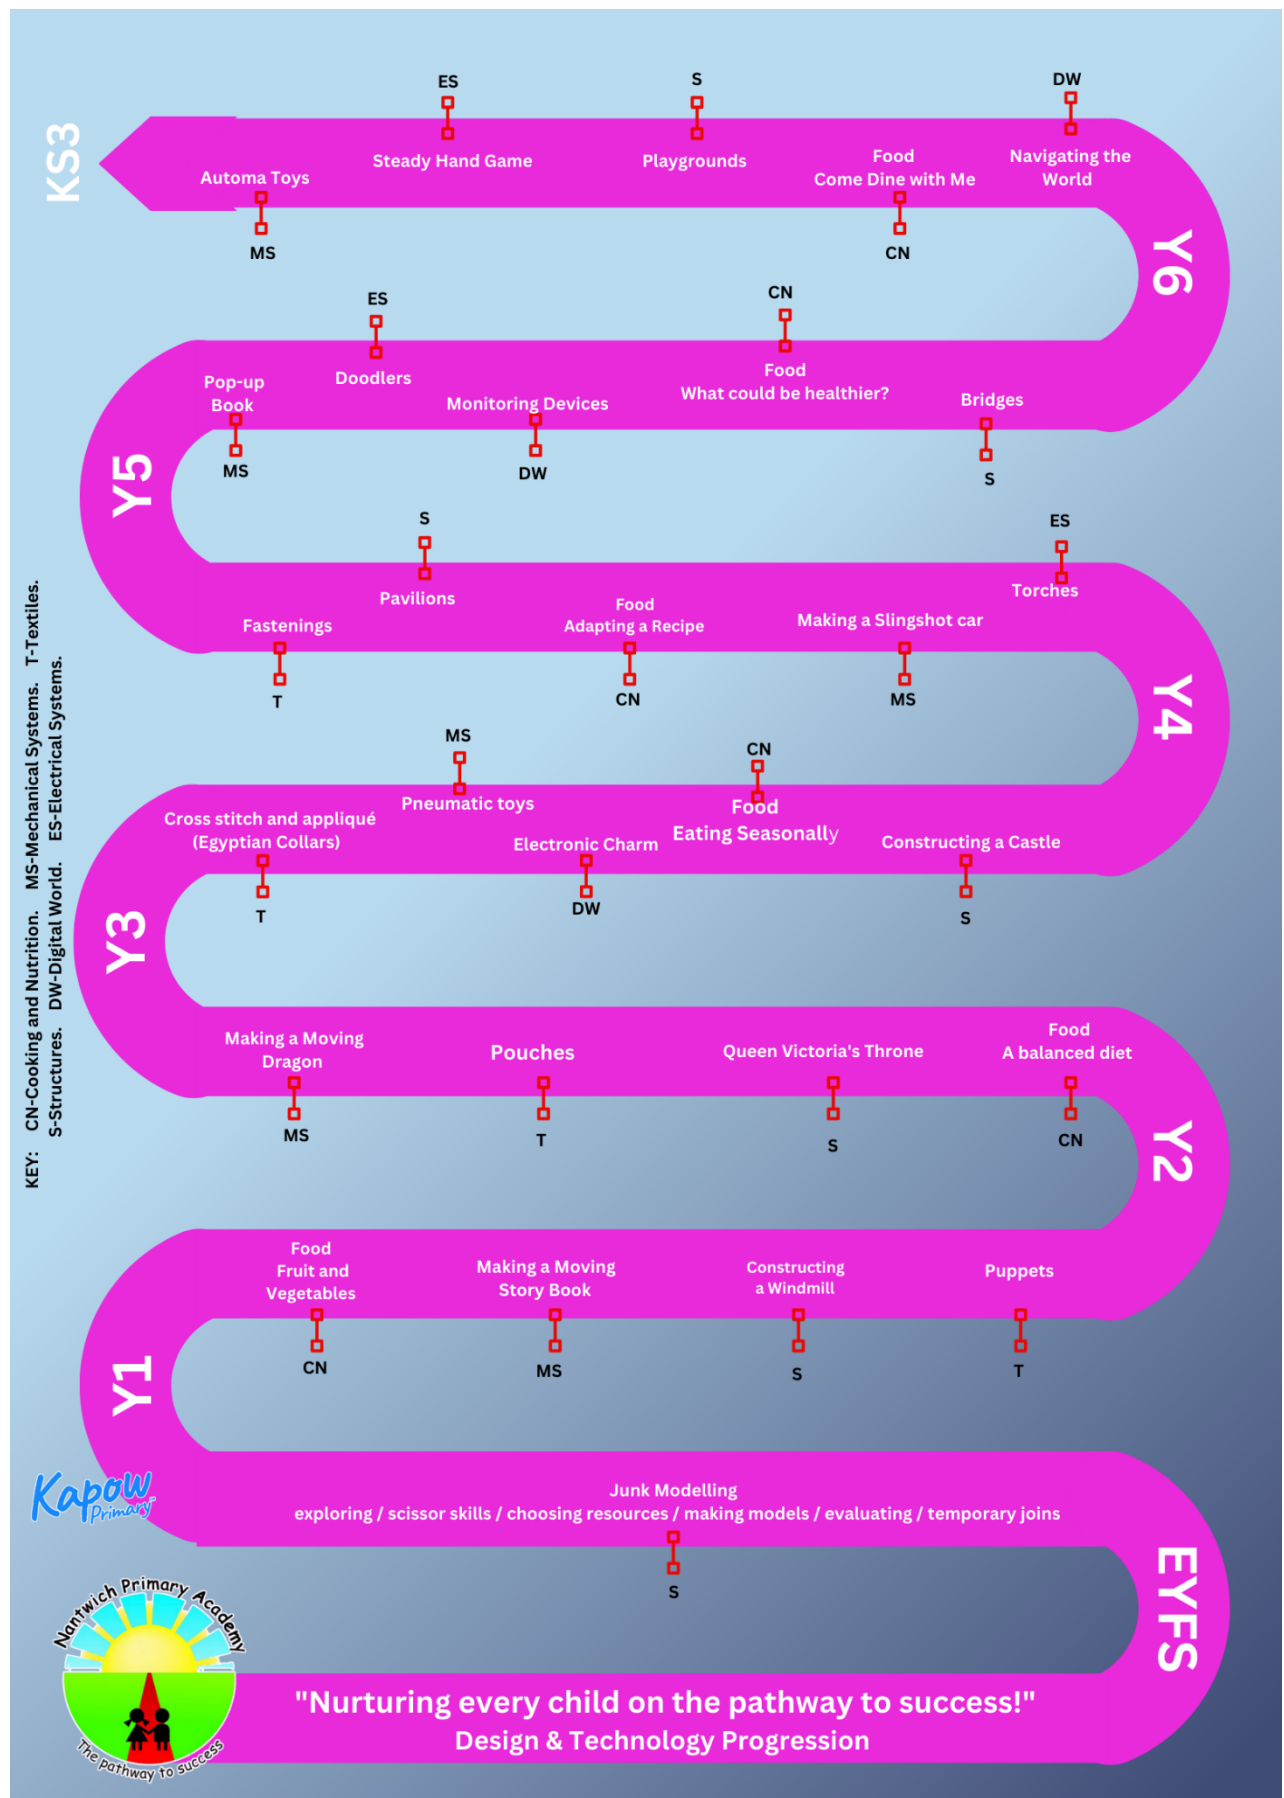 ES
S
DW
KS3
Steady Hand Game
Playgrounds
Food
Come Dine with Me
Navigating the
World
Automa Toys
MS
CN
Y6
ES
CN
Pop-up
Book
Doodlers
Monitoring Devices
Food
What could be healthier?
Bridges
MS
DW
S
Y5
S
ES
Fastenings
Pavilions
Food
Adapting a Recipe
Making a Slingshot car
Torches
T
CN
MS
Y4
MS
CN
Cross stitch and appliqué
(Egyptian Collars)
Pneumatic toys
Electronic Charm
Food
Eating Seasonally
Constructing a Castle
T
DW
S
Y3
Making a Moving
Dragon
Pouches
Queen Victoria's Throne
Food
A balanced diet
MS
T
S
CN
Y2
KEY: CN-Cooking and Nutrition. MS-Mechanical Systems. T-Textiles.
S-Structures. DW-Digital World. ES-Electrical Systems.
Food
Fruit and
Vegetables
Making a Moving
Story Book
Constructing
a Windmill
Puppets
CN
MS
S
T
Y1
Kapow
Primary™
Junk Modelling
exploring / scissor skills / choosing resources / making models / evaluating / temporary joins
S
EYFS
Nantwich Primary Academy
The pathway to success
"Nurturing every child on the pathway to success!"
Design & Technology Progression